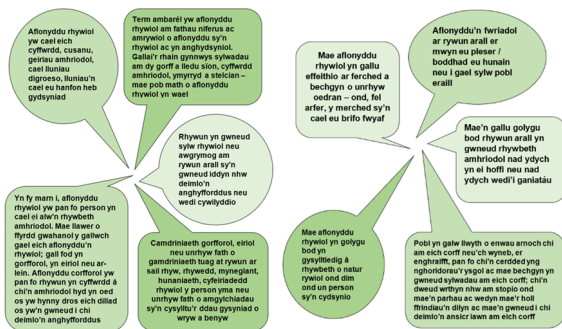 Aflonyddu rhywiol
yw cael eich
cyffwrdd, cusanu,
geiriau amhriodol,
cael lluniau
digroeso, lluniau'n
cael eu hanfon heb
gydsyniad
Term ambarél yw aflonyddu
rhywiol am fathau niferus ac
amrywiol o aflonyddu sy'n
rhywiol ac yn anghydsyniol.
Gallai'r rhain gynnwys sylwadau
am dy gorff a lledu sïon, cyffwrdd
amhriodol, ymyrryd a stelcian –
mae pob math o aflonyddu
rhywiol yn wael
Rhywun yn gwneud
sylw rhywiol neu
awgrymog am
rywun arall sy'n
gwneud iddyn nhw
deimlo'n
anghyfforddus neu
wedi cywilyddio
Yn fy marn i, aflonyddu
rhywiol yw pan fo person yn
cael ei alw'n rhywbeth
amhriodol. Mae llawer o
ffyrdd gwahanol y gallwch
gael eich aflonyddu'n
rhywiol; gall fod yn
gorfforol, yn eiriol neu ar-
lein. Aflonyddu corfforol yw
pan fo rhywun yn cyffwrdd â
chi'n amhriodol hyd yn oed
os yw hynny dros eich dillad
os yw'n gwneud i chi
deimlo'n anghyfforddus
Camdriniaeth gorfforol, eiriol
neu unrhyw fath o
gamdriniaeth tuag at rywun ar
sail rhyw, rhywedd, mynegiant,
hunaniaeth, cyfeiriadedd
rhywiol y person yma neu
unrhyw fath o amgylchiadau
sy'n cysylltu'r ddau gysyniad o
wryw a benyw
Mae aflonyddu
rhywiol yn gallu
effeithio ar ferched a
bechgyn o unrhyw
oedran – ond, fel
arfer, y merched sy'n
cael eu brifo fwyaf
Aflonyddu'n fwriadol
ar rywun arall er
mwyn eu pleser /
boddhad eu hunain
neu i gael sylw pobl
eraill
Mae'n gallu golygu
bod rhywun arall yn
gwneud rhywbeth
amhriodol nad ydych
yn ei hoffi neu nad
ydych wedi'i ganiatáu
Mae aflonyddu
rhywiol yn golygu
bod yn
gysylltiedig â
rhywbeth o natur
rywiol ond dim
ond un person
sy'n cydsynio
Pobl yn galw llwyth o enwau arnoch chi
am eich corff neu'ch wyneb, er
enghraifft, pan fo chi'n cerdded yng
nghoridorau'r ysgol ac mae bechgyn yn
gwneud sylwadau am eich corff; chi'n
dweud wrthyn nhw am stopio ond
mae'n parhau ac wedyn mae'r holl
ffrindiau'n dilyn ac mae'n gwneud i chi
deimlo'n ansicr iawn am eich corff